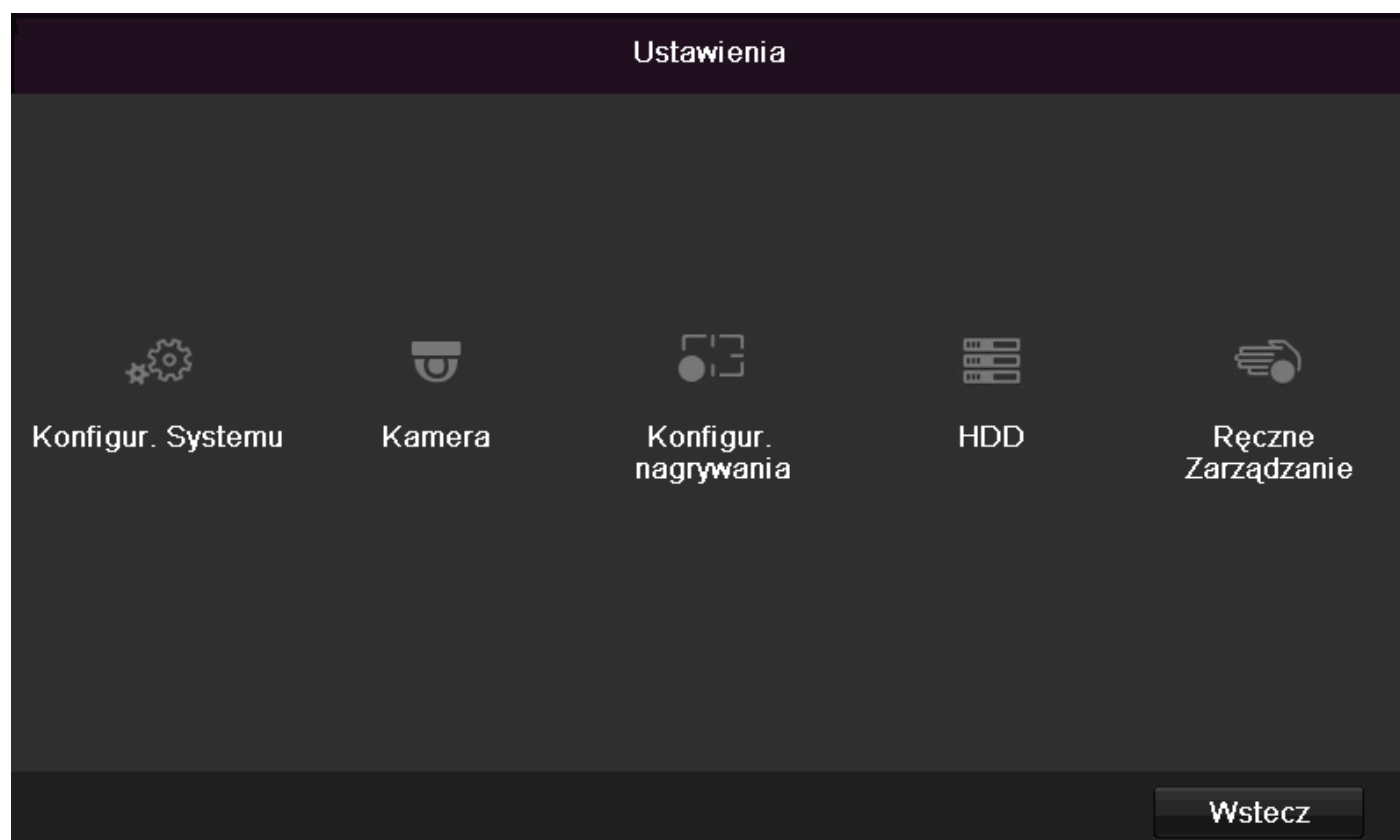 Ustawienia
Konfigur. Systemu
Kamera
Konfigur.
nagrywania
HDD
Ręczne
Zarządzanie
Wstecz